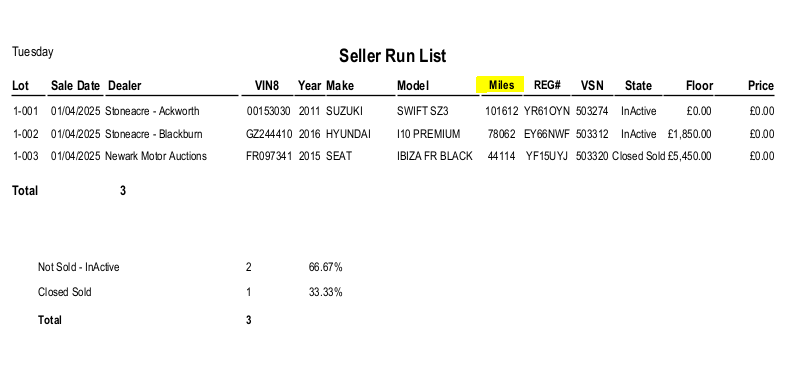 Tuesday
Seller Run List
Lot Sale Date Dealer VIN8 Year Make Model Miles REG# VSN State Floor Price
1-001 01/04/2025 Stoneacre - Ackworth 00153030 2011 SUZUKI SWIFT SZ3 101612 YR61OYN 503274 InActive £0.00 £0.00
1-002 01/04/2025 Stoneacre - Blackburn GZ244410 2016 HYUNDAI I10 PREMIUM 78062 EY66NWF 503312 InActive £1,850.00 £0.00
1-003 01/04/2025 Newark Motor Auctions FR097341 2015 SEAT IBIZA FR BLACK 44114 YF15UYJ 503320 Closed Sold £5,450.00 £0.00
Total 3
Not Sold - InActive 2 66.67%
Closed Sold 1 33.33%
Total 3